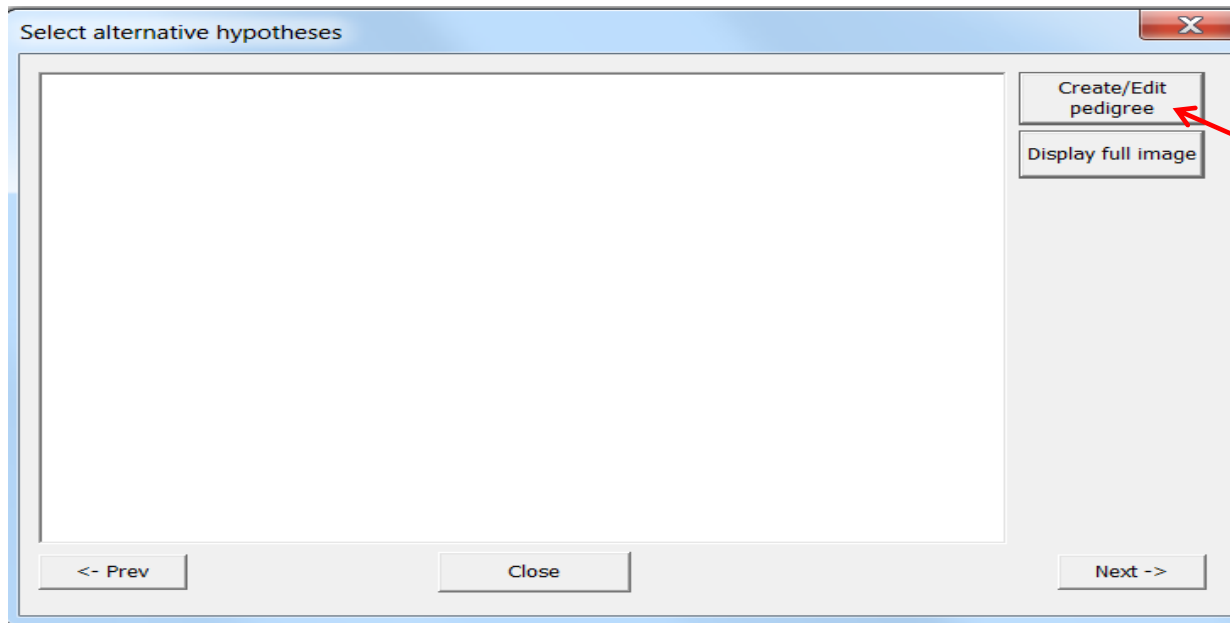 Select alternative hypotheses
Create/Edit
pedigree
Display full image
<- Prev
Close
Next ->